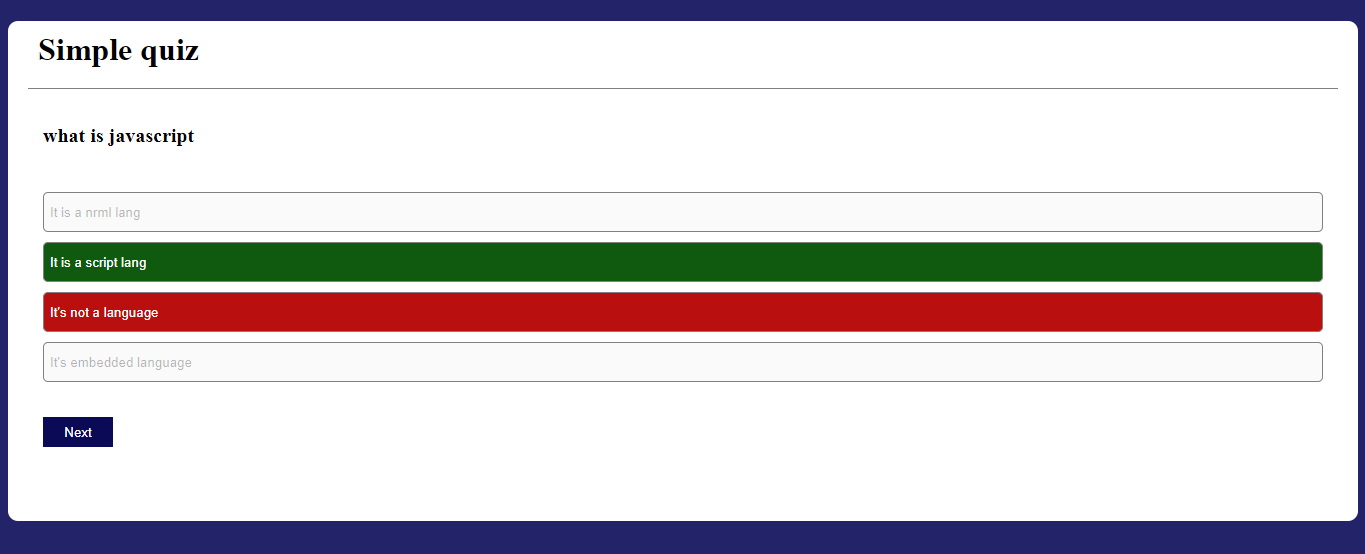 Simple quiz
what is javascript
It is a nrml lang
It is a script lang
It's not a language
It's embedded language
Next